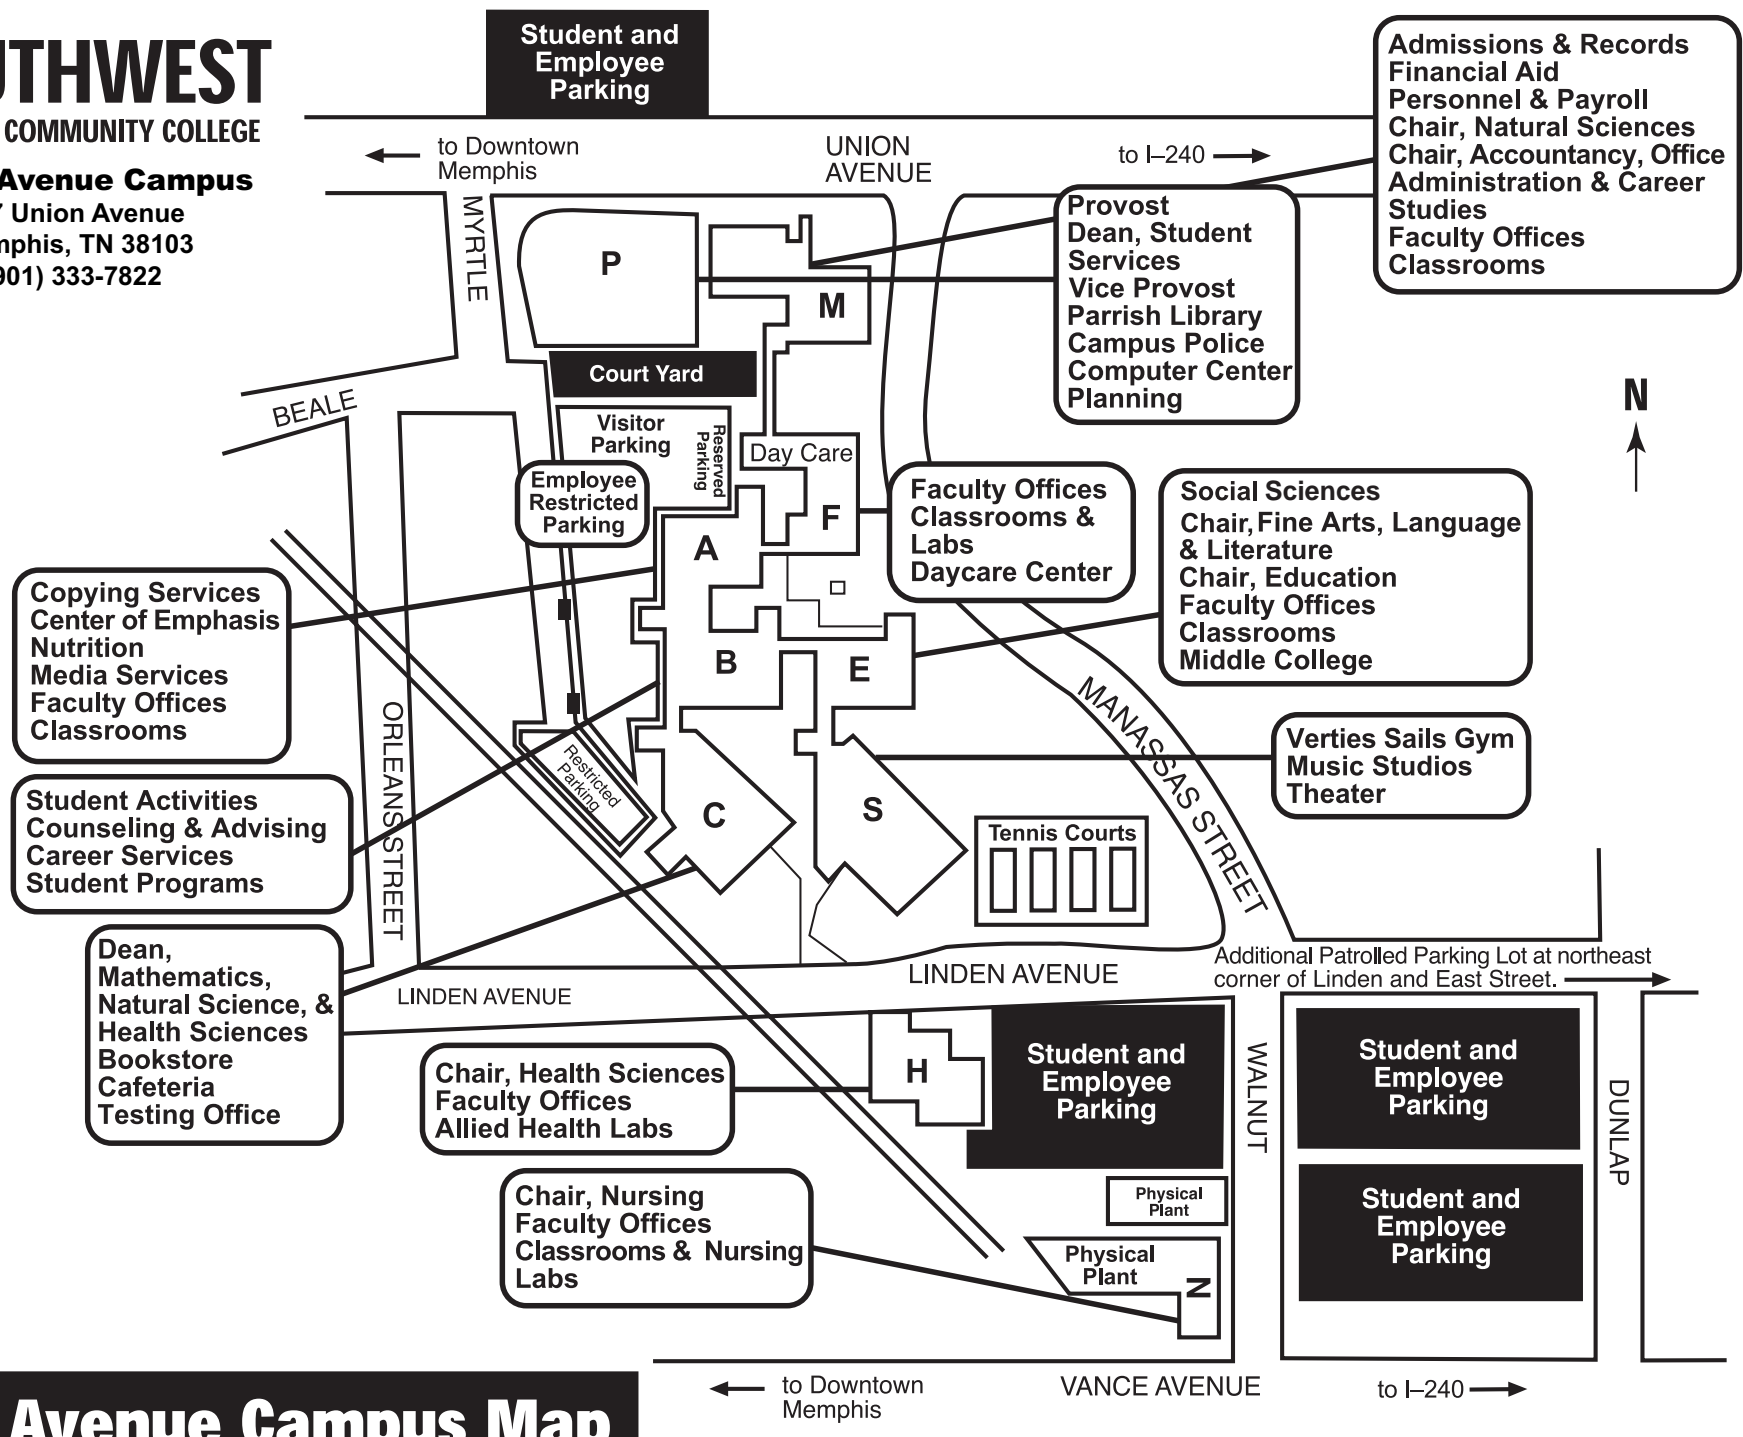 UTHWEST
COMMUNITY COLLEGE
Avenue Campus
7 Union Avenue
mphis, TN 38103
901) 333-7822
Student and
Employee
Parking
to Downtown
Memphis
UNION
AVENUE
to I–240
Admissions & Records
Financial Aid
Personnel & Payroll
Chair, Natural Sciences
Chair, Accountancy, Office
Administration & Career
Studies
Faculty Offices
Classrooms
MYRTLE
P
M
Provost
Dean, Student
Services
Vice Provost
Parrish Library
Campus Police
Computer Center
Planning
Court Yard
BEALE
Visitor
Parking
Reserved
Parking
Day Care
N
Employee
Restricted
Parking
A
F
Faculty Offices
Classrooms &
Labs
Daycare Center
Social Sciences
Chair, Fine Arts, Language
& Literature
Chair, Education
Faculty Offices
Classrooms
Middle College
Copying Services
Center of Emphasis
Nutrition
Media Services
Faculty Offices
Classrooms
B
E
MANASSAS STREET
ORLEANS STREET
Restricted
Parking
Verties Sails Gym
Music Studios
Theater
Student Activities
Counseling & Advising
Career Services
Student Programs
C
S
Tennis Courts
Dean,
Mathematics,
Natural Science, &
Health Sciences
Bookstore
Cafeteria
Testing Office
LINDEN AVENUE
LINDEN AVENUE
Additional Patrolled Parking Lot at northeast
corner of Linden and East Street.
Chair, Health Sciences
Faculty Offices
Allied Health Labs
H
Student and
Employee
Parking
WALNUT
Student and
Employee
Parking
DUNLAP
Chair, Nursing
Faculty Offices
Classrooms & Nursing
Labs
Physical
Plant
Physical
Plant
N
Student and
Employee
Parking
to Downtown
Memphis
VANCE AVENUE
to I–240
Avenue Campus Map